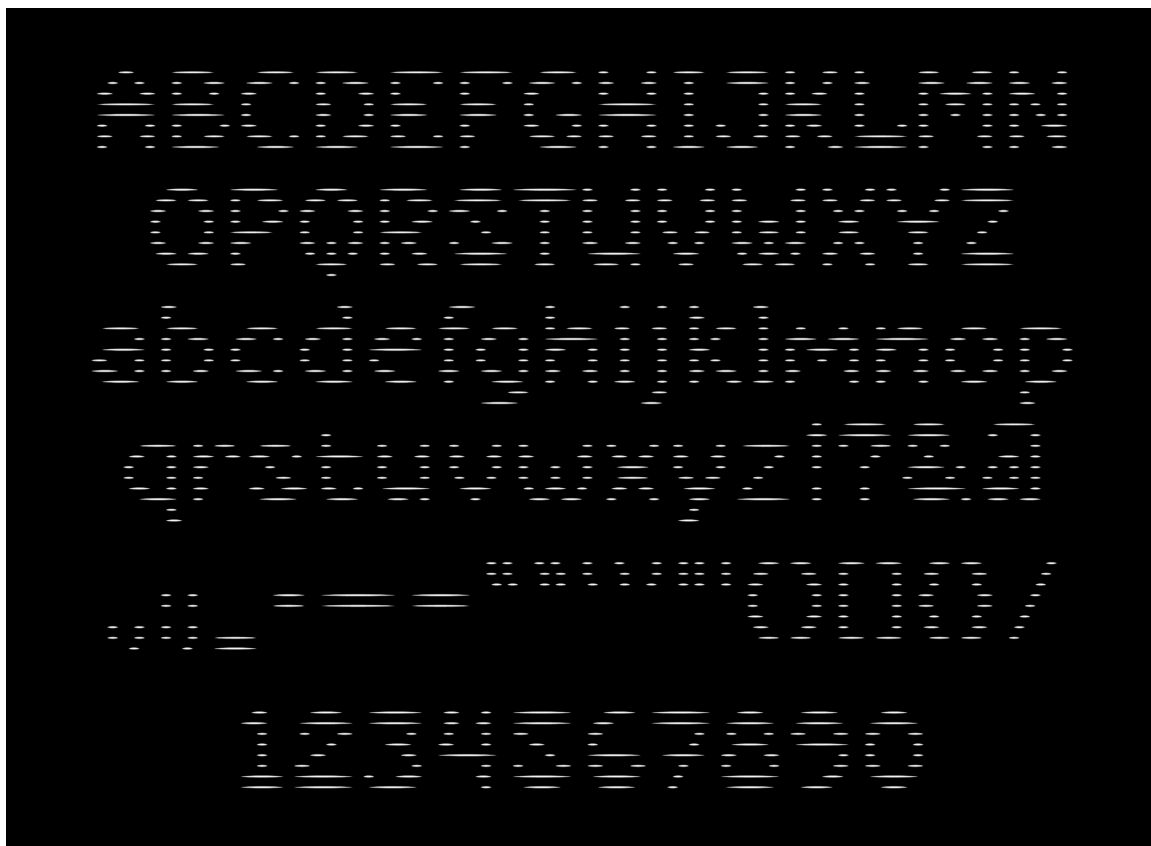 ABCDEFGHIJKLMN
OPQRSTUVWXYZ
abcdefghijklmnop
qrstuvwxyz!?&@
.,:;_-—–()[]{}/
1234567890